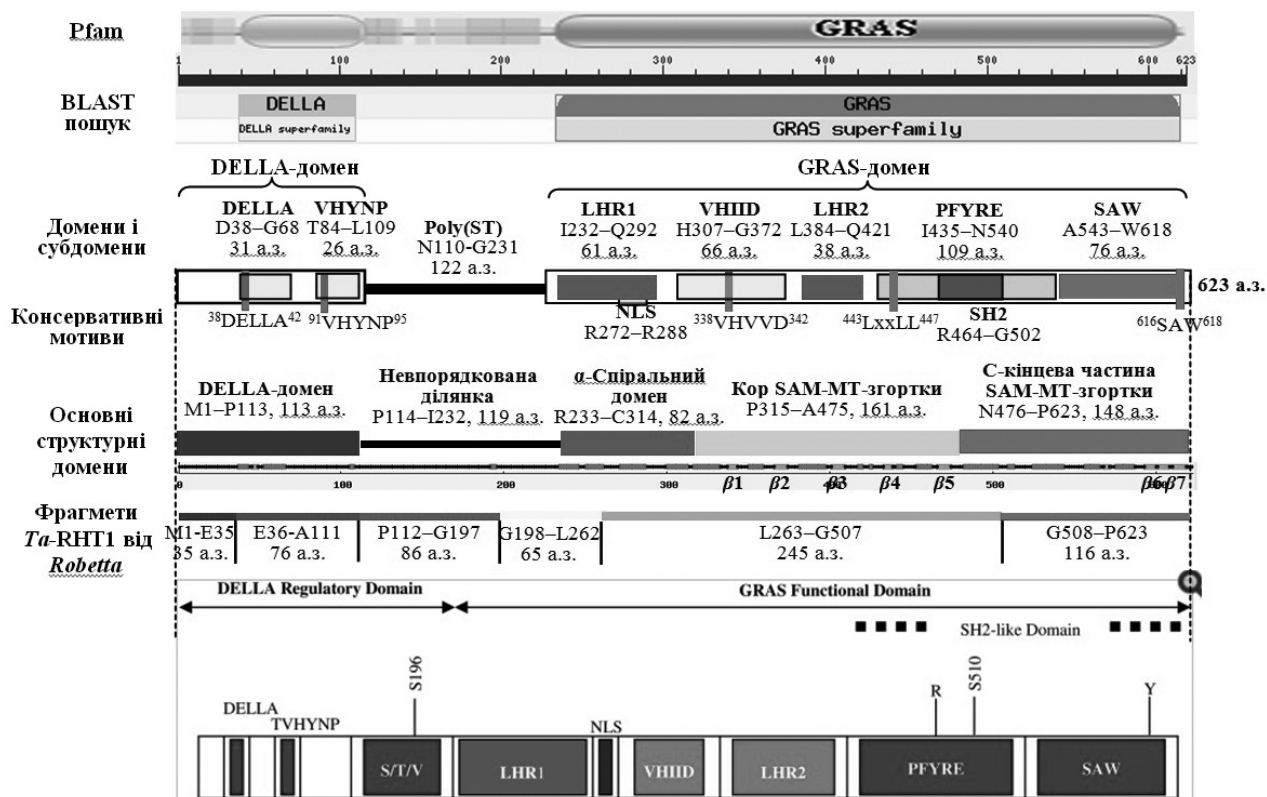 Pfam
GRAS
1 100 200 300 400 500 600 623
BLAST
пошук
DELLA
GRAS
DELLA superfamily
GRAS superfamily
DELLA-домен
GRAS-домен
Домени і
субдомени
DELLA
D38–G68
31 а.з.
VHYNP
T84–L109
26 а.з.
Poly(ST)
N110-G231
122 а.з.
LHR1
I232–Q292
61 а.з.
VHIID
H307–G372
66 а.з.
LHR2
L384–Q421
38 а.з.
PFYRE
I435–N540
109 а.з.
SAW
A543–W618
76 а.з.
623 а.з.
Консервативні
мотиви
³⁸DELLA⁴²
⁹¹VHYNP⁹⁵
NLS
R272–R288
³³⁸VHVVD³⁴²
⁴⁴³LxxLL⁴⁴⁷
SH2
R464–G502
⁶¹⁶SAW⁶¹⁸
Основні
структурні
домени
DELLA-домен
M1–P113, 113 а.з.
Невпорядкована
ділянка
P114–I232, 119 а.з.
α-Спіральний
домен
R233–C314, 82 а.з.
Кор SAM-MT-згортки
P315–A475, 161 а.з.
С-кінцева частина
SAM-MT-згортки
N476–P623, 148 а.з.
β1 β2 β3 β4 β5 β6 β7
0 100 200 300 400 500 600
Фрагмети
Ta-RHT1 від
Robetta
M1-E35
35 а.з.
E36-A111
76 а.з.
P112–G197
86 а.з.
G198–L262
65 а.з.
L263–G507
245 а.з.
G508–P623
116 а.з.
DELLA Regulatory Domain
GRAS Functional Domain
SH2-like Domain
S196
R
S510
Y
DELLA
TVHYNP
NLS
S/T/V
LHR1
VHIID
LHR2
PFYRE
SAW